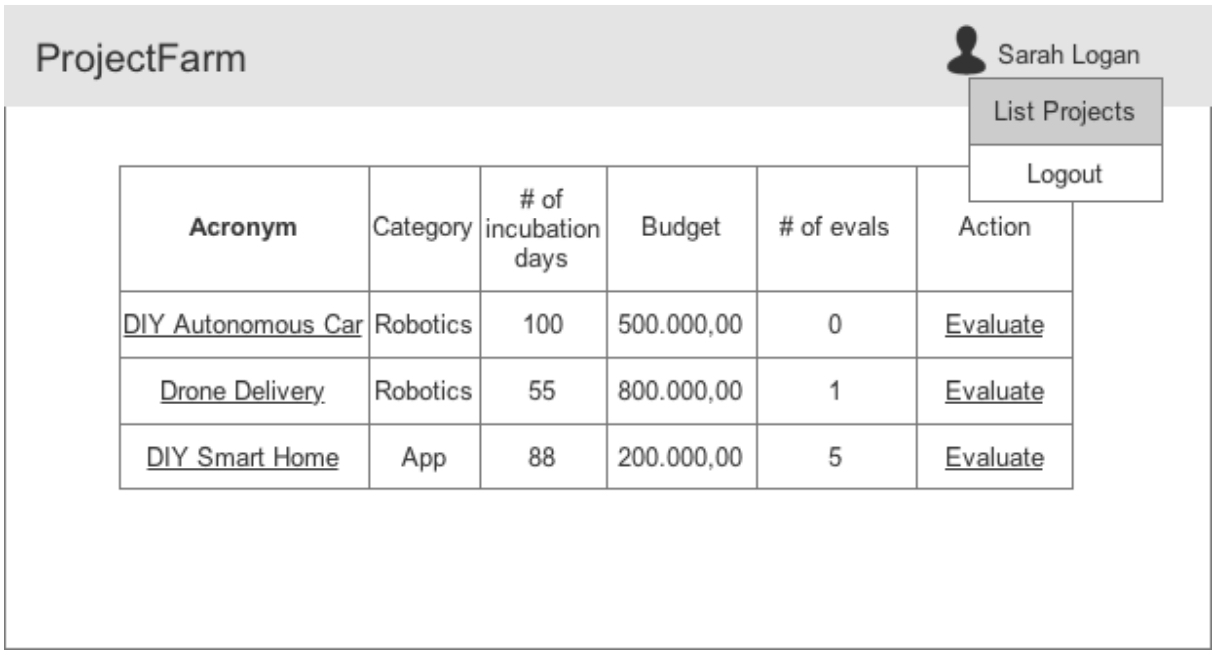 ProjectFarm
Sarah Logan
List Projects
Logout
Acronym Category # of incubation days Budget # of evals Action
DIY Autonomous Car Robotics 100 500.000,00 0 Evaluate
Drone Delivery Robotics 55 800.000,00 1 Evaluate
DIY Smart Home App 88 200.000,00 5 Evaluate